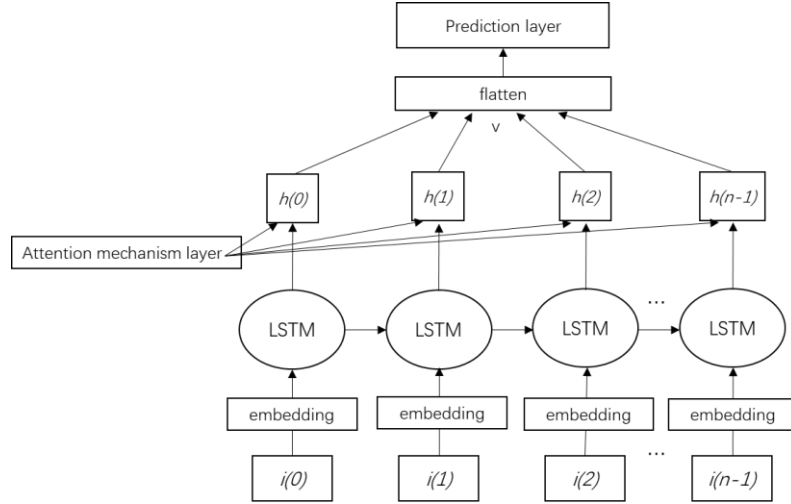 Prediction layer
flatten
v
h(0) h(1) h(2) h(n-1)
Attention mechanism layer
...
LSTM LSTM LSTM LSTM
embedding embedding embedding embedding
...
i(0) i(1) i(2) i(n-1)